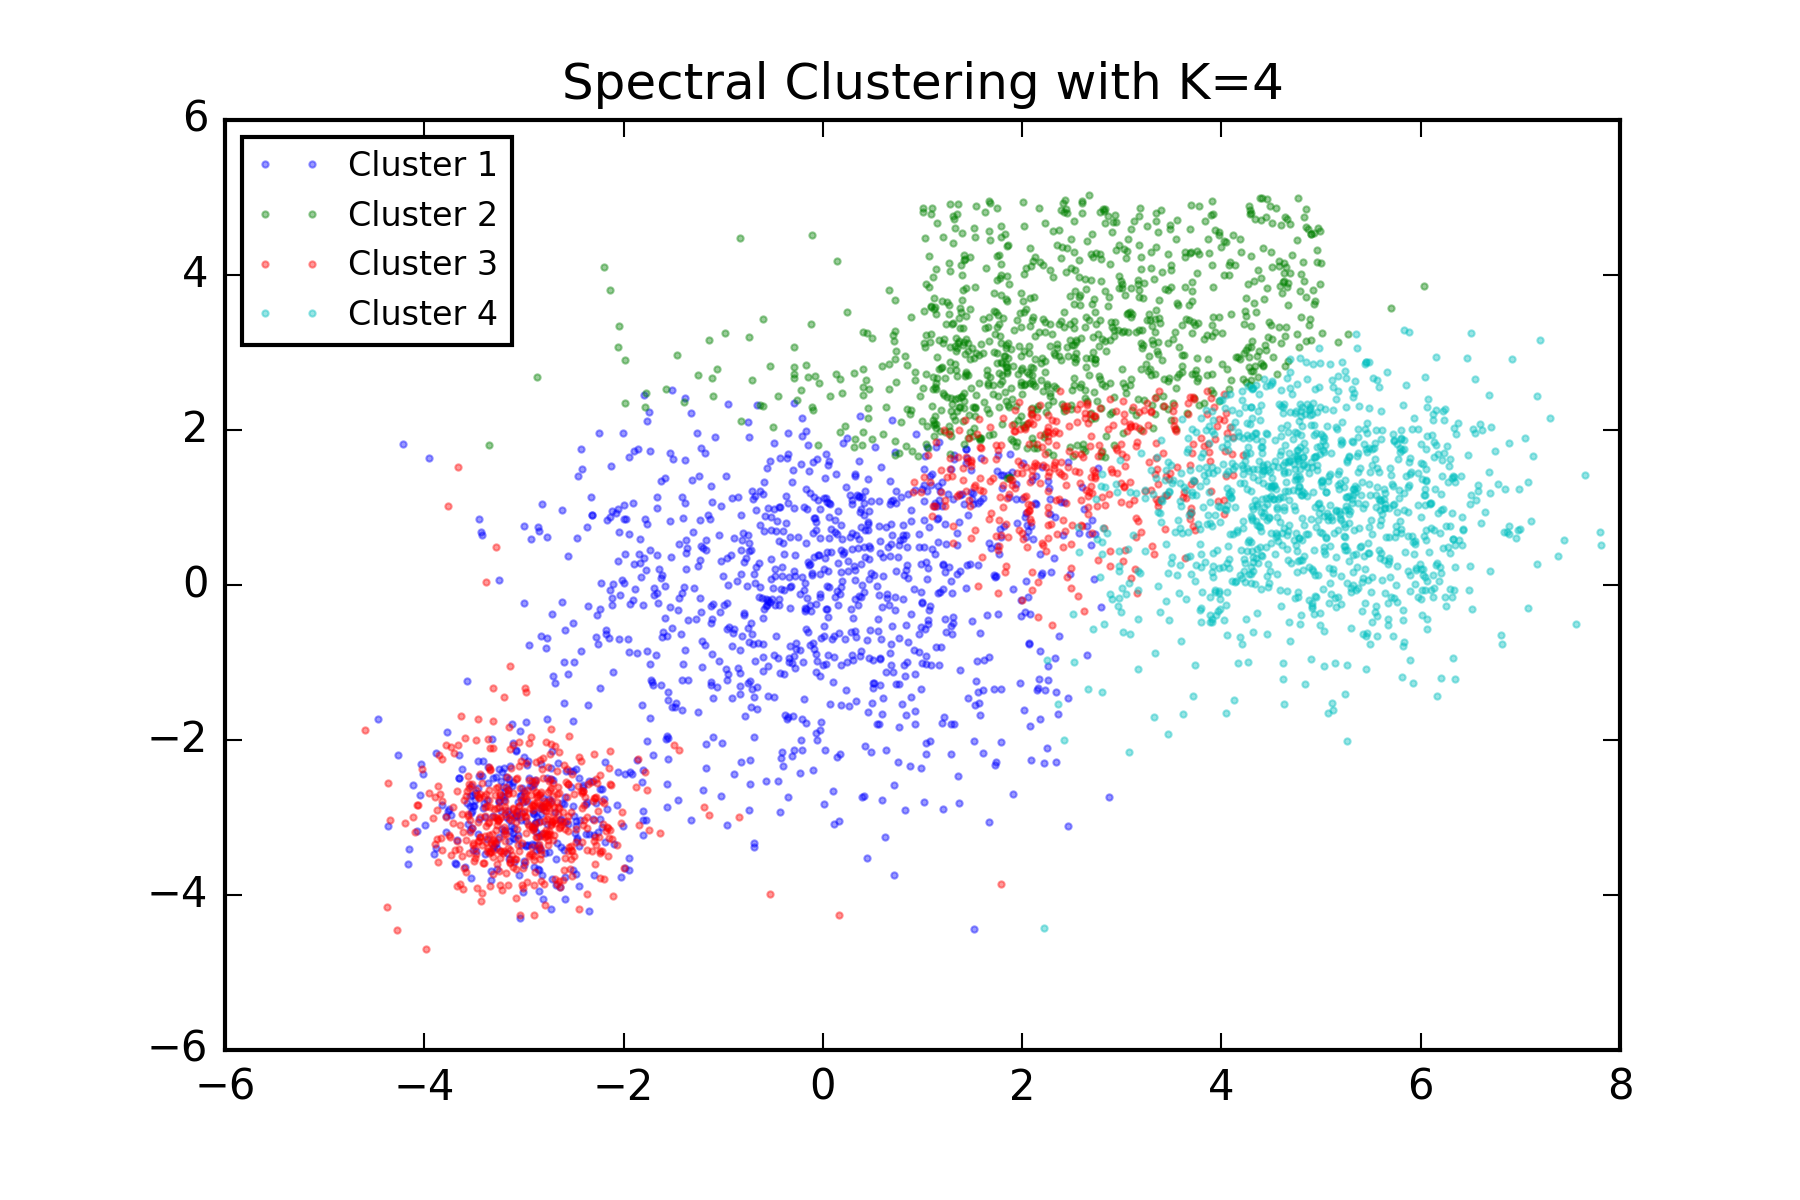 Spectral Clustering with K=4
6
Cluster 1
Cluster 2
4
Cluster 3
Cluster 4
2
0
−2
−4
−6
−6 −4 −2 0 2 4 6 8